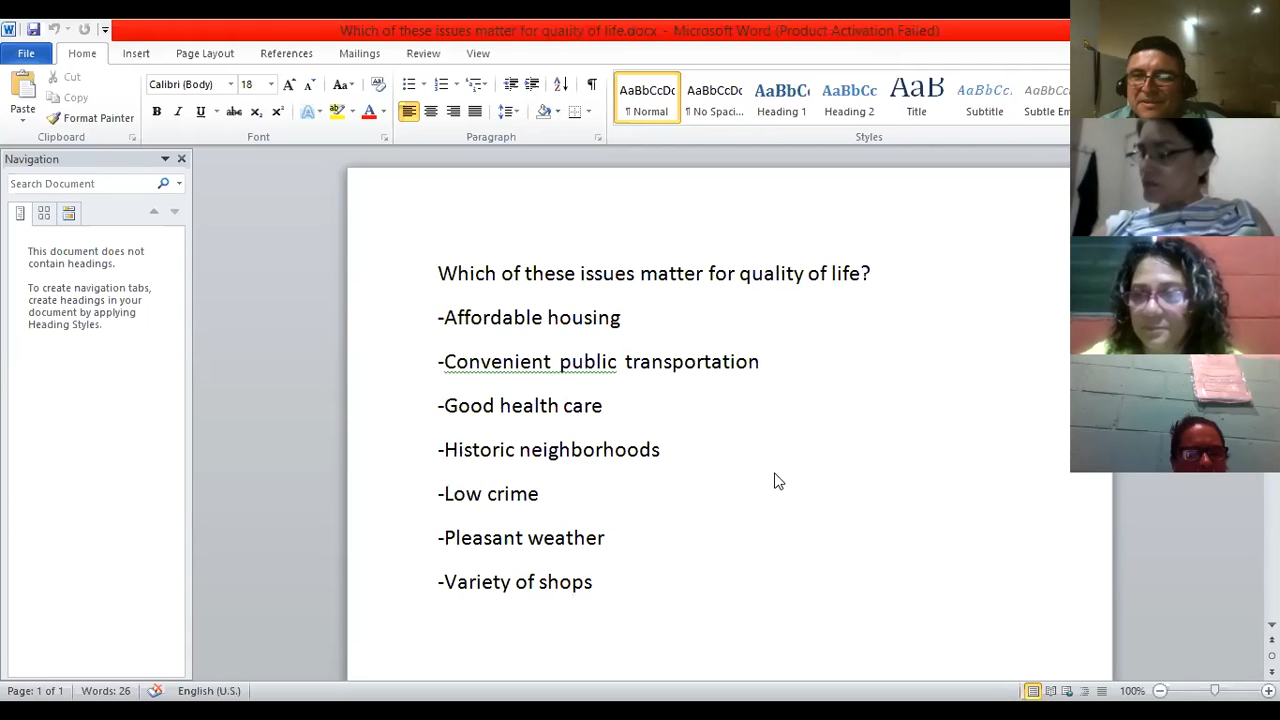 Which of these issues matter for quality of life.docx - Microsoft Word (Product Activation Failed)
File Home Insert Page Layout References Mailings Review View
Cut
Copy
Format Painter
Paste
Calibri (Body) 18
AaBbCcDc AaBbCcDc AaBbCc AaBbCc AaB AaBbCc. AaBbCc
¶ Normal ¶ No Spaci... Heading 1 Heading 2 Title Subtitle Subtle Em
Clipboard Font Paragraph Styles
Navigation
Search Document
This document does not
contain headings.
To create navigation tabs,
create headings in your
document by applying
Heading Styles.
Which of these issues matter for quality of life?
-Affordable housing
-Convenient public transportation
-Good health care
-Historic neighborhoods
-Low crime
-Pleasant weather
-Variety of shops
Page: 1 of 1 Words: 26 English (U.S.) 100%